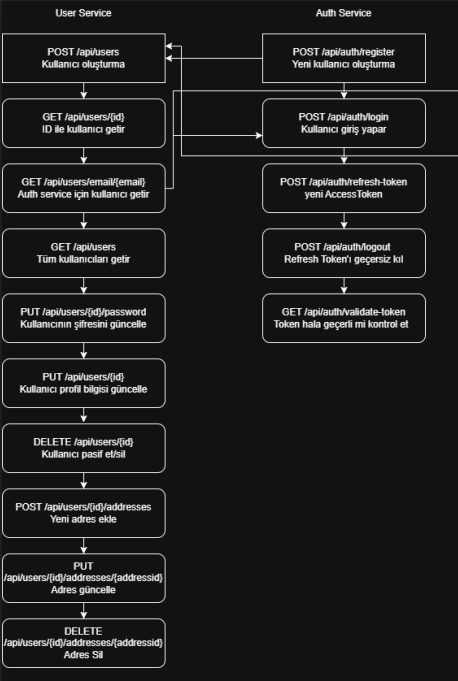 User Service
POST /api/users
Kullanıcı oluşturma
GET /api/users/{id}
ID ile kullanıcı getir
GET /api/users/email/{email}
Auth service için kullanıcı getir
GET /api/users
Tüm kullanıcıları getir
PUT /api/users/{id}/password
Kullanıcının şifresini güncelle
PUT /api/users/{id}
Kullanıcı profil bilgisi güncelle
DELETE /api/users/{id}
Kullanıcı pasif et/sil
POST /api/users/{id}/addresses
Yeni adres ekle
PUT
/api/users/{id}/addresses/{addressid}
Adres güncelle
DELETE
/api/users/{id}/addresses/{addressid}
Adres Sil
Auth Service
POST /api/auth/register
Yeni kullanıcı oluşturma
POST /api/auth/login
Kullanıcı giriş yapar
POST /api/auth/refresh-token
yeni AccessToken
POST /api/auth/logout
Refresh Token'ı geçersiz kıl
GET /api/auth/validate-token
Token hala geçerli mi kontrol et